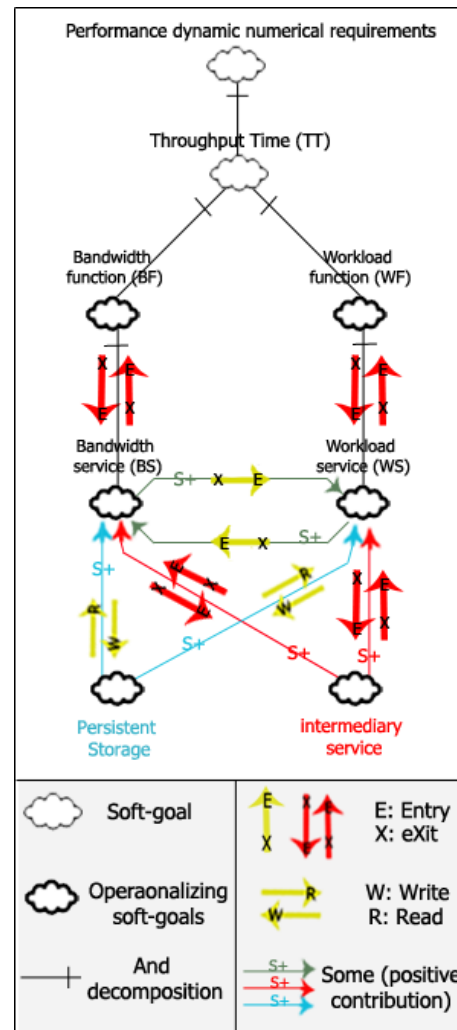 Performance dynamic numerical requirements
Throughput Time (TT)
Bandwidth
function (BF)
Workload
function (WF)
X
E
E
X
X
E
E
X
Bandwidth
service (BS)
Workload
service (WS)
S+
X
E
E
X
S+
S+
R
W
E
X
X
E
R
W
X
E
E
X
S+
S+
S+
Persistent
Storage
intermediary
service
Soft-goal
E
X
X
E
E
X
E: Entry
X: eXit
Operaonalizing
soft-goals
R
W
W: Write
R: Read
And
decomposition
S+
S+
S+
Some (positive
contribution)